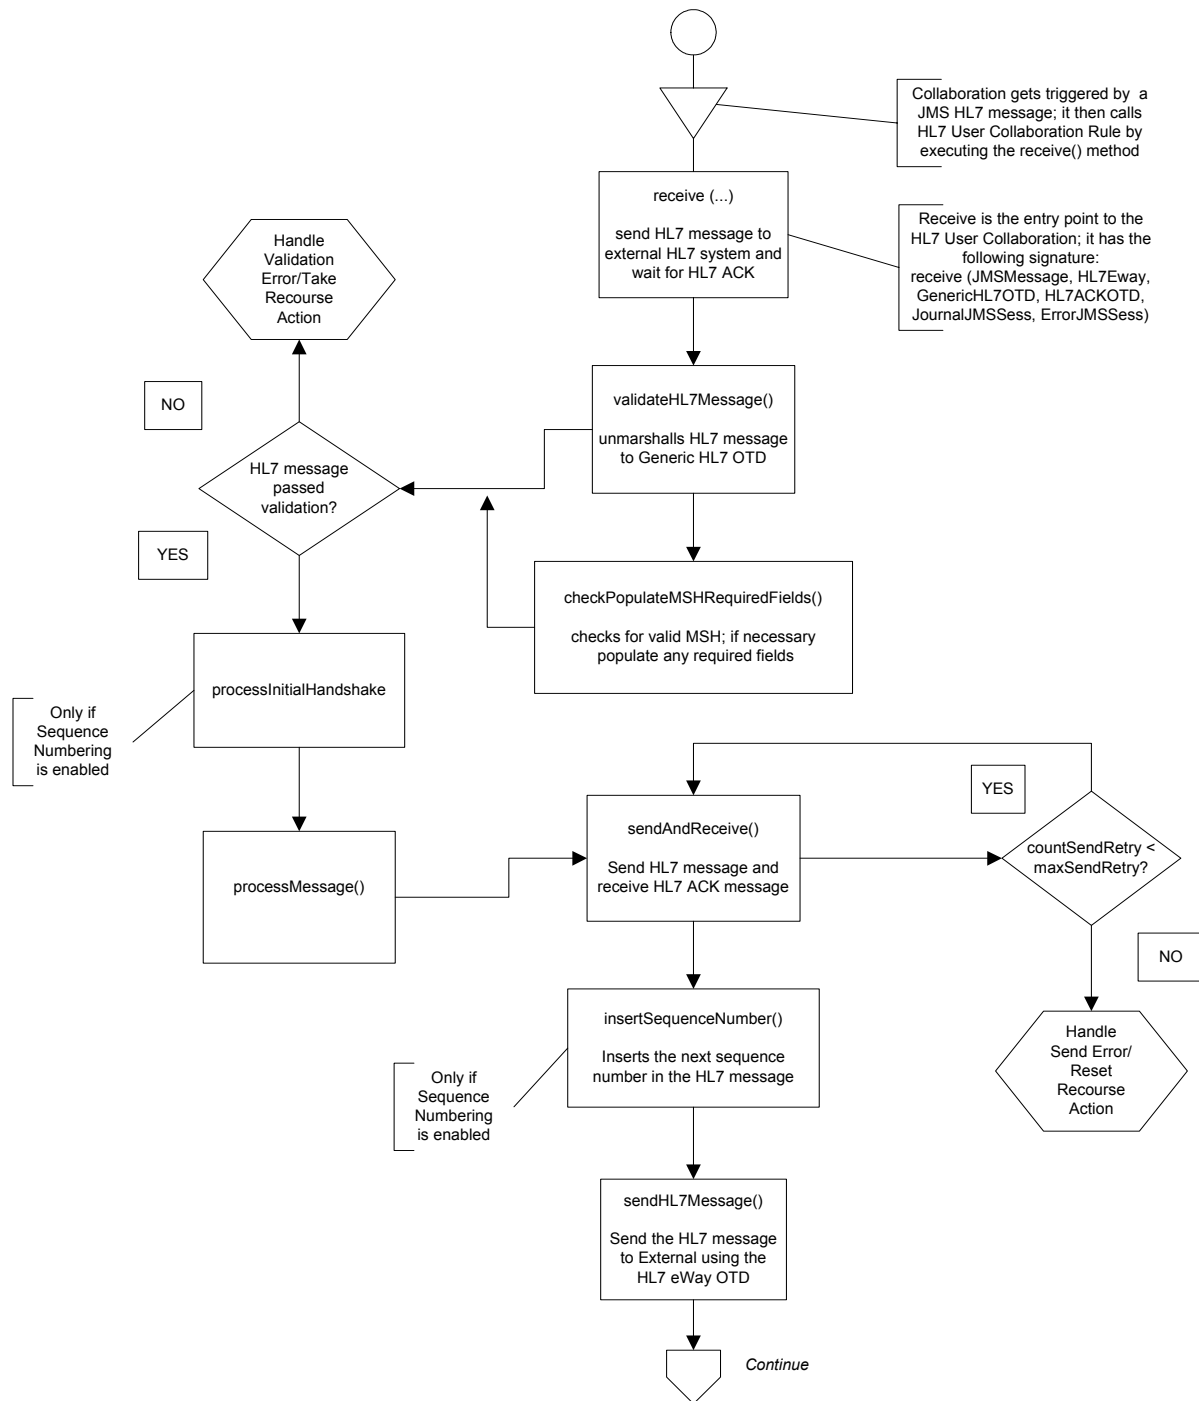 Collaboration gets triggered by a
JMS HL7 message; it then calls
HL7 User Collaboration Rule by
executing the receive() method
receive (...)
send HL7 message to
external HL7 system and
wait for HL7 ACK
Receive is the entry point to the
HL7 User Collaboration; it has the
following signature:
receive (JMSMessage, HL7Eway,
GenericHL7OTD, HL7ACKOTD,
JournalJMSSess, ErrorJMSSess)
Handle
Validation
Error/Take
Recourse
Action
NO
validateHL7Message()
unmarshalls HL7 message
to Generic HL7 OTD
HL7 message
passed
validation?
YES
checkPopulateMSHRequiredFields()
checks for valid MSH; if necessary
populate any required fields
processInitialHandshake
Only if
Sequence
Numbering
is enabled
processMessage()
sendAndReceive()
Send HL7 message and
receive HL7 ACK message
YES
countSendRetry <
maxSendRetry?
NO
Handle
Send Error/
Reset
Recourse
Action
insertSequenceNumber()
Inserts the next sequence
number in the HL7 message
Only if
Sequence
Numbering
is enabled
sendHL7Message()
Send the HL7 message
to External using the
HL7 eWay OTD
Continue